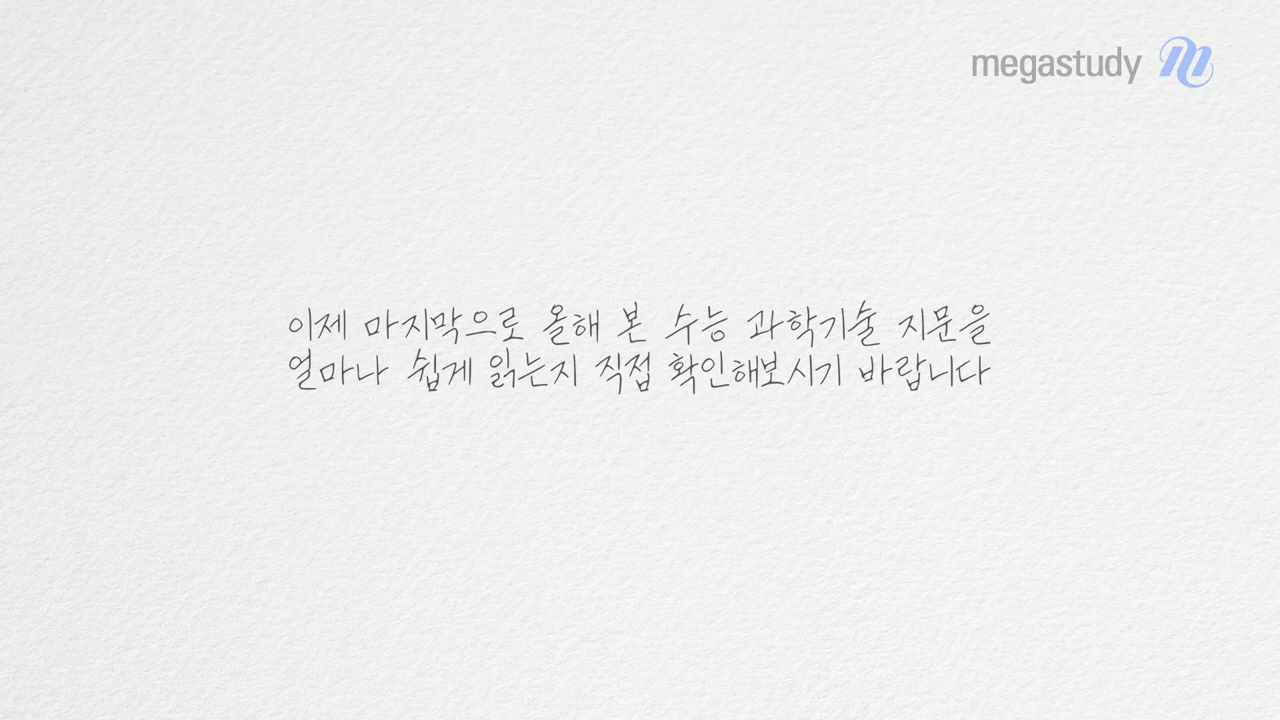 megastudy
이제 마지막으로 올해 본 수능 과학기술 지문을
얼마나 쉽게 읽는지 직접 확인해보시기 바랍니다